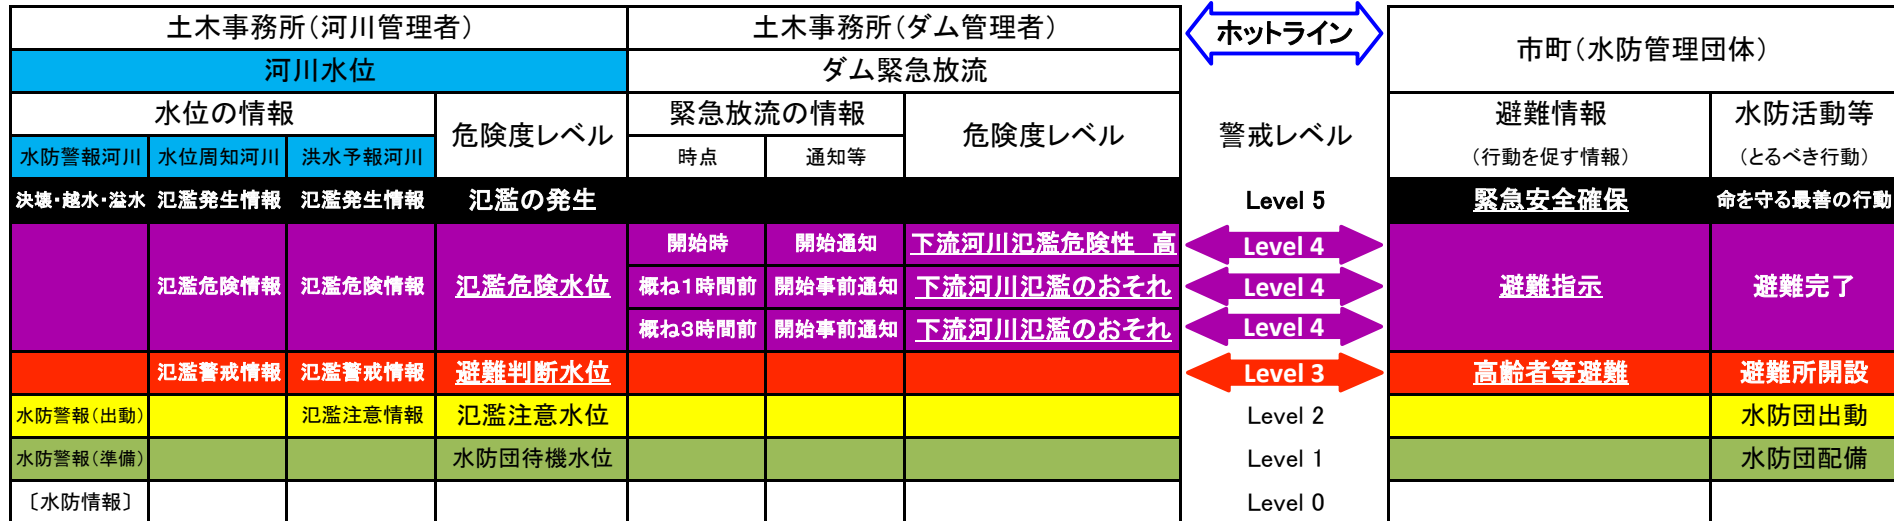 土木事務所（河川管理者） 土木事務所（ダム管理者） ホットライン 市町（水防管理団体）
河川水位 ダム緊急放流
水位の情報 危険度レベル 緊急放流の情報 危険度レベル 警戒レベル 避難情報 水防活動等
水防警報河川 水位周知河川 洪水予報河川 時点 通知等 （行動を促す情報） （とるべき行動）
決壊・越水・溢水 氾濫発生情報 氾濫発生情報 氾濫の発生 Level 5 緊急安全確保 命を守る最善の行動
開始時 開始通知 下流河川氾濫危険性 高 Level 4
氾濫危険情報 氾濫危険情報 氾濫危険水位 概ね1時間前 開始事前通知 下流河川氾濫のおそれ Level 4 避難指示 避難完了
概ね3時間前 開始事前通知 下流河川氾濫のおそれ Level 4
氾濫警戒情報 氾濫警戒情報 避難判断水位 Level 3 高齢者等避難 避難所開設
水防警報（出動） 氾濫注意情報 氾濫注意水位 Level 2 水防団出動
水防警報（準備） 水防団待機水位 Level 1 水防団配備
〔水防情報〕 Level 0